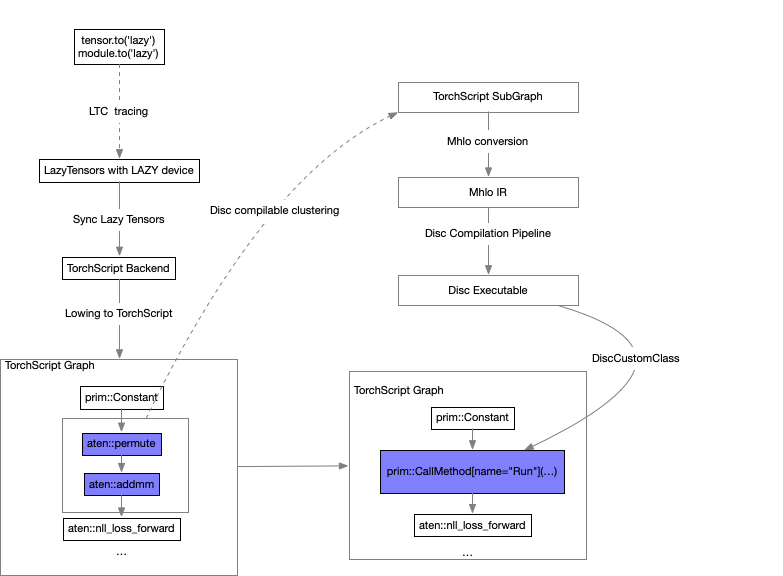 tensor.to('lazy')
module.to('lazy')
LTC tracing
LazyTensors with LAZY device
Sync Lazy Tensors
TorchScript Backend
Lowing to TorchScript
TorchScript Graph
prim::Constant
aten::permute
aten::addmm
aten::nll_loss_forward
...
Disc compilable clustering
TorchScript SubGraph
Mhlo conversion
Mhlo IR
Disc Compilation Pipeline
Disc Executable
DiscCustomClass
TorchScript Graph
prim::Constant
prim::CallMethod[name="Run"](...)
aten::nll_loss_forward
...